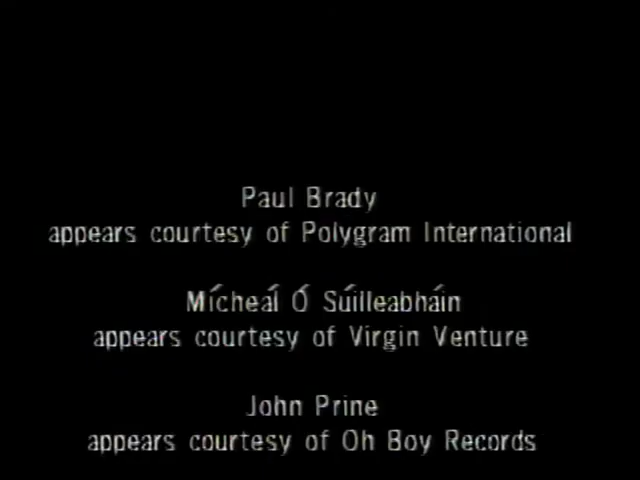 Paul Brady
appears courtesy of Polygram International
Mícheál Ó Súilleabháin
appears courtesy of Virgin Venture
John Prine
appears courtesy of Oh Boy Records